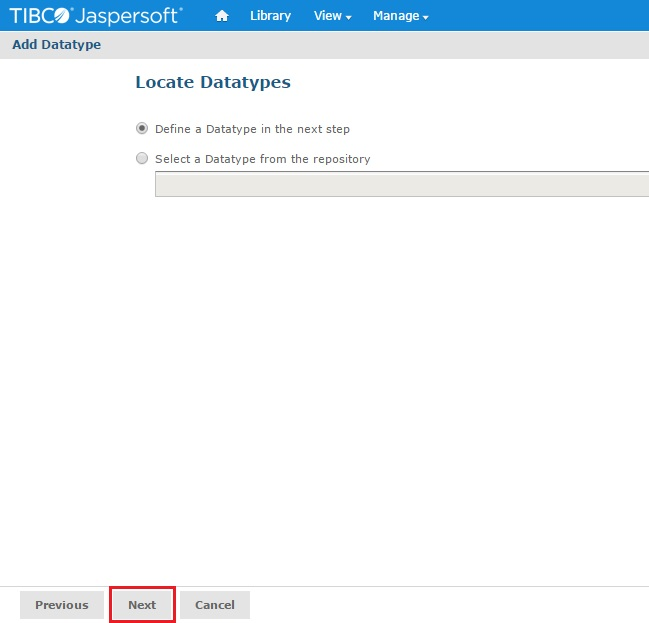 TIBCO® Jaspersoft® Library View Manage
Add Datatype
Locate Datatypes
Define a Datatype in the next step
Select a Datatype from the repository
Previous Next Cancel